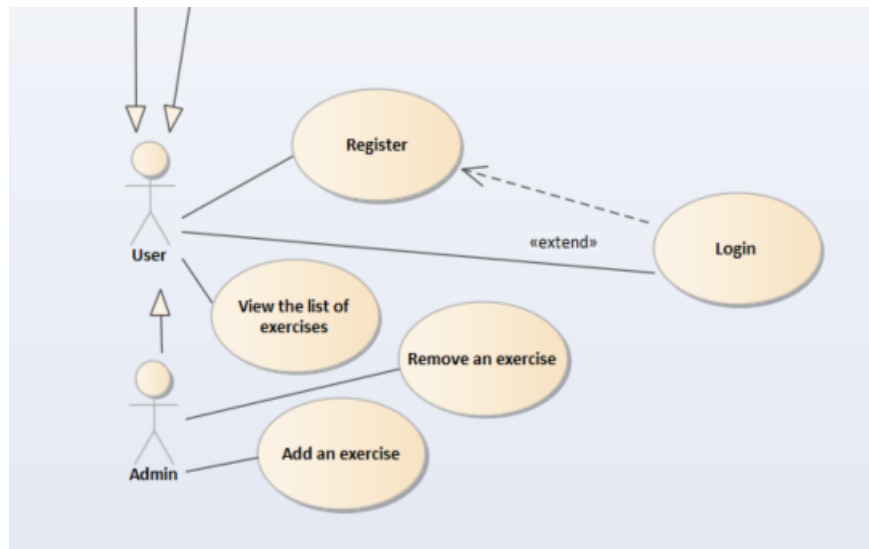 Register
«extend»
Login
User
View the list of
exercises
Remove an exercise
Add an exercise
Admin